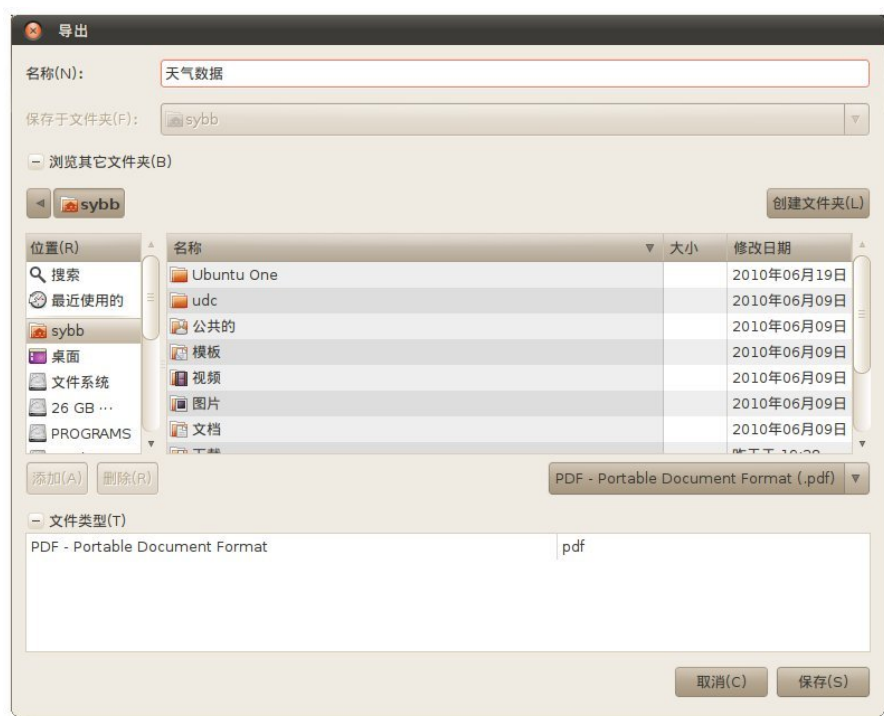 导出
名称(N): 天气数据
保存于文件夹(F): sybb
浏览其它文件夹(B)
sybb 创建文件夹(L)
位置(R) 名称 大小 修改日期
搜索 Ubuntu One 2010年06月19日
最近使用的 udc 2010年06月09日
sybb 公共的 2010年06月09日
桌面 模板 2010年06月09日
文件系统 视频 2010年06月09日
26 GB … 图片 2010年06月09日
PROGRAMS 文档 2010年06月09日
添加(A) 删除(R) PDF - Portable Document Format (.pdf)
文件类型(T)
PDF - Portable Document Format pdf
取消(C) 保存(S)